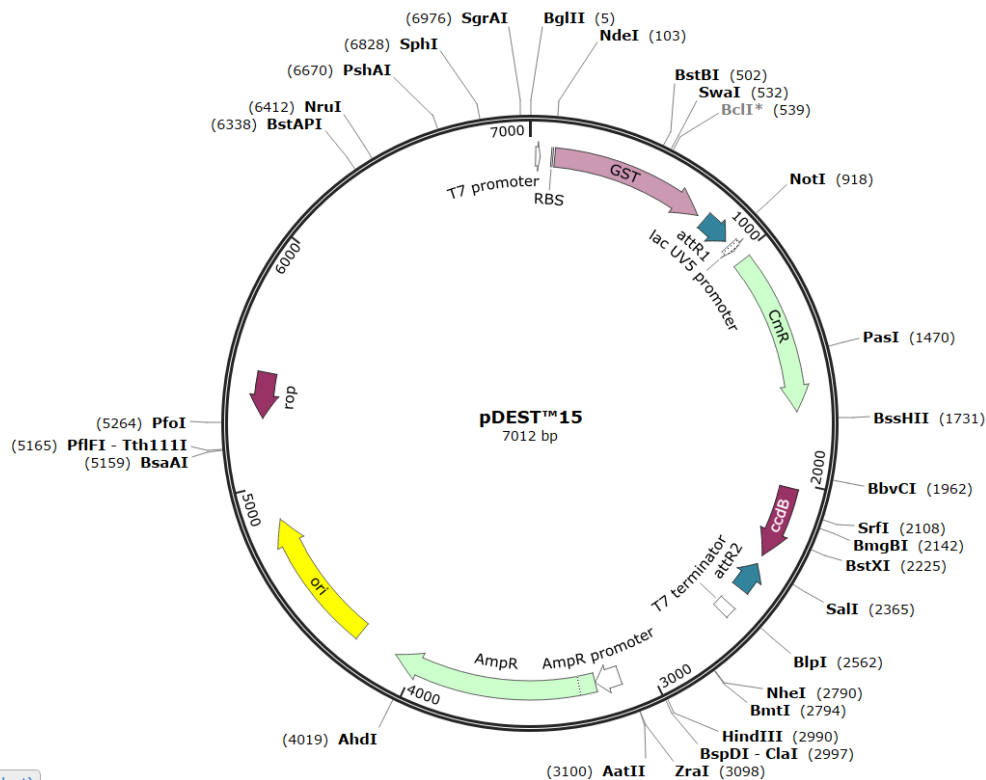 (6976) SgrAI
BglII (5)
(6828) SphI
NdeI (103)
(6670) PshAI
BstBI (502)
SwaI (532)
BclI* (539)
(6412) NruI
(6338) BstAPI
7000
T7 promoter
RBS
GST
NotI (918)
1000
attR1
lac UV5 promoter
6000
CmR
PasI (1470)
rop
pDEST™15
7012 bp
(5264) PfoI
BssHII (1731)
(5165) PflFI - Tth111I
(5159) BsaAI
2000
BbvCI (1962)
5000
ccdB
SrfI (2108)
BmgBI (2142)
BstXI (2225)
attR2
T7 terminator
ori
SalI (2365)
BlpI (2562)
AmpR
AmpR promoter
3000
NheI (2790)
4000
BmtI (2794)
(4019) AhdI
HindIII (2990)
BspDI - ClaI (2997)
(3100) AatII
ZraI (3098)